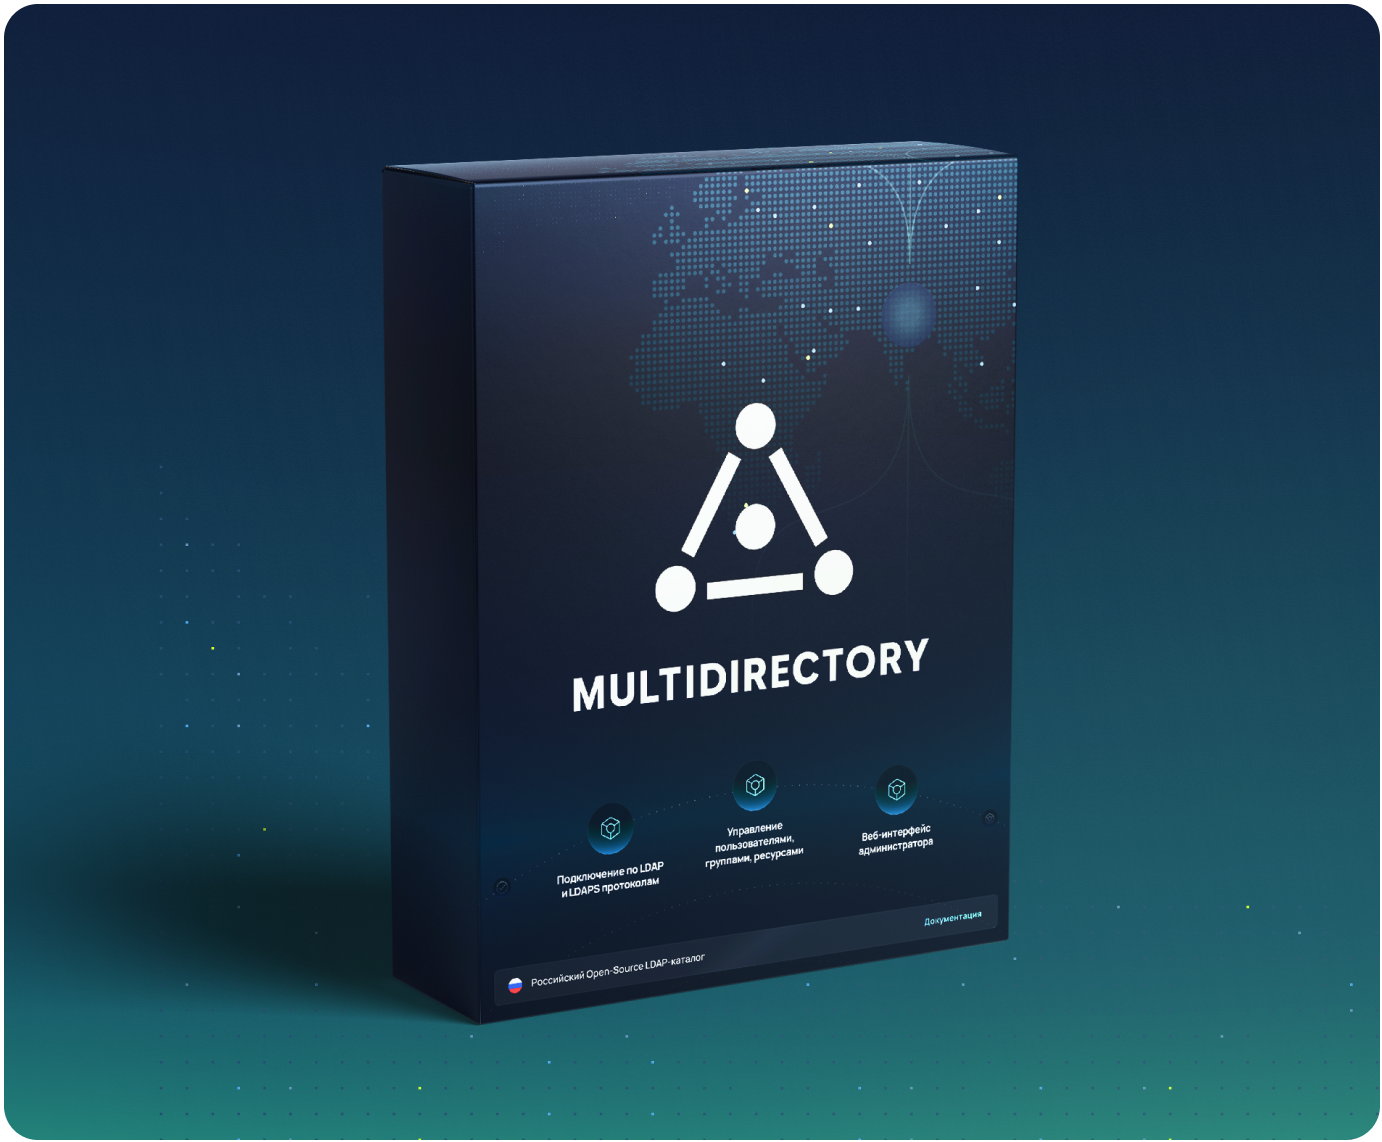 MULTIDIRECTORY
Подключение по LDAP
и LDAPS протоколам
Управление
пользователями,
группами, ресурсами
Веб-интерфейс
администратора
Российский Open-Source LDAP-каталог
Документация